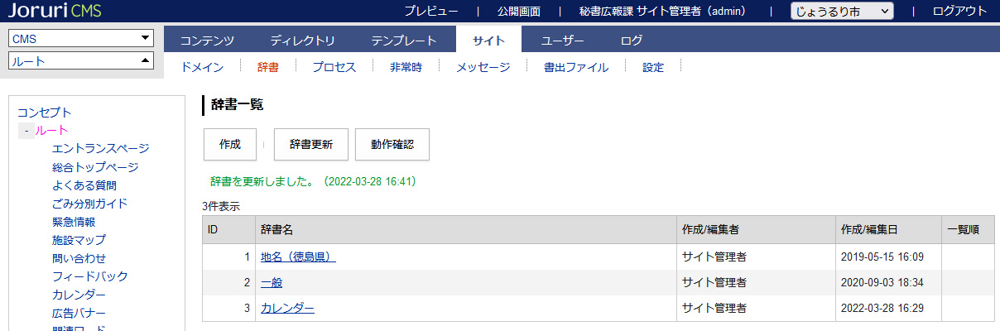 Joruri CMS プレビュー | 公開画面 | 秘書広報課 サイト管理者（admin） | じょうるり市 | ログアウト
CMS
ルート
コンテンツ ディレクトリ テンプレート サイト ユーザー ログ
ドメイン 辞書 プロセス 非常時 メッセージ 書出ファイル 設定
コンセプト
- ルート
エントランスページ
総合トップページ
よくある質問
ごみ分別ガイド
緊急情報
施設マップ
問い合わせ
フィードバック
カレンダー
広告バナー
関連ワード
辞書一覧
作成 | 辞書更新 動作確認
辞書を更新しました。（2022-03-28 16:41）
3件表示
ID 辞書名 作成/編集者 作成/編集日 一覧順
1 地名（徳島県） サイト管理者 2019-05-15 16:09
2 一般 サイト管理者 2020-09-03 18:34
3 カレンダー サイト管理者 2022-03-28 16:29